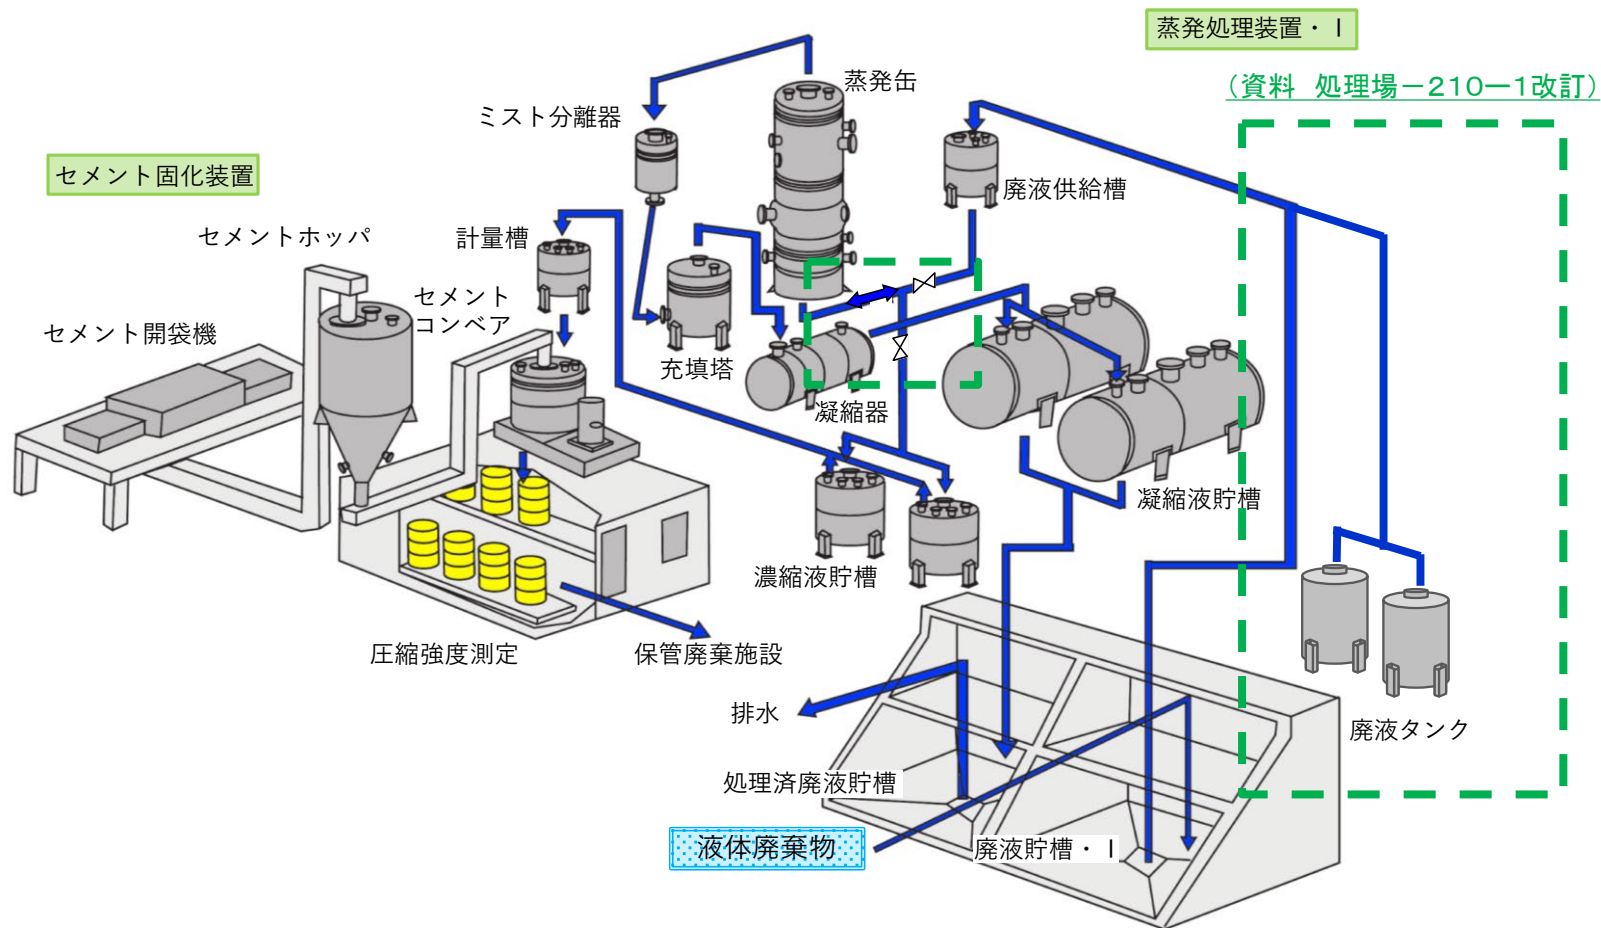 蒸発処理装置・Ⅰ
(資料 処理場−210ー1改訂)
蒸発缶
ミスト分離器
セメント固化装置
廃液供給槽
セメントホッパ
計量槽
セメント
コンベア
セメント開袋機
充填塔
凝縮器
凝縮液貯槽
濃縮液貯槽
圧縮強度測定
保管廃棄施設
排水
廃液タンク
処理済廃液貯槽
液体廃棄物
廃液貯槽・Ⅰ